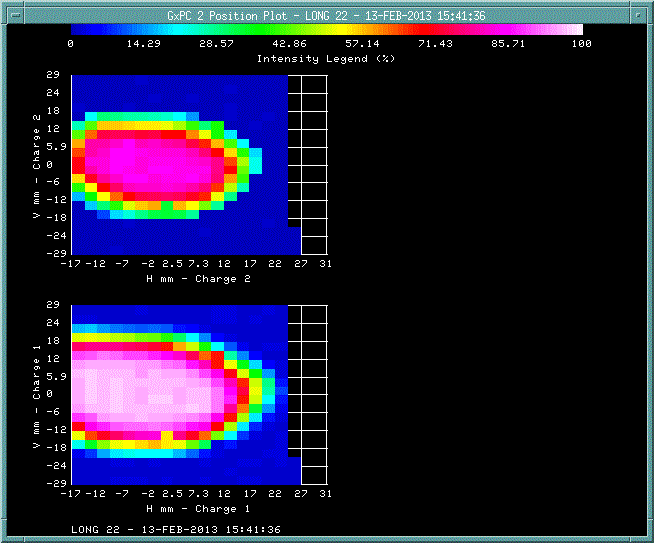 GxPC 2 Position Plot - LONG 22 - 13-FEB-2013 15:41:36
0 14.29 28.57 42.86 57.14 71.43 85.71 100
Intensity Legend (%)
V mm - Charge 2
29
24
18
12
5.9
0
-6
-12
-18
-24
-29
-17 -12 -7 -2 2.5 7.3 12 17 22 27 31
H mm - Charge 2
V mm - Charge 1
29
24
18
12
5.9
0
-6
-12
-18
-24
-29
-17 -12 -7 -2 2.5 7.3 12 17 22 27 31
H mm - Charge 1
LONG 22 - 13-FEB-2013 15:41:36